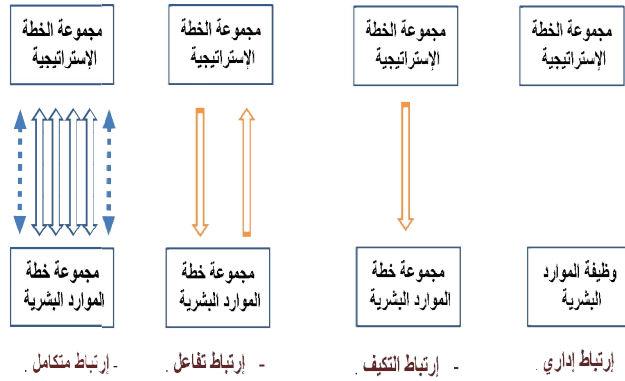 مجموعة الخطة
الإستراتيجية
مجموعة الخطة
الإستراتيجية
مجموعة الخطة
الإستراتيجية
مجموعة الخطة
الإستراتيجية
وظيفة الموارد
البشرية
مجموعة خطة
الموارد البشرية
مجموعة خطة
الموارد البشرية
مجموعة خطة
الموارد البشرية
إرتباط إداري
- إرتباط التكيف .
- إرتباط تفاعل .
- إرتباط متكامل .